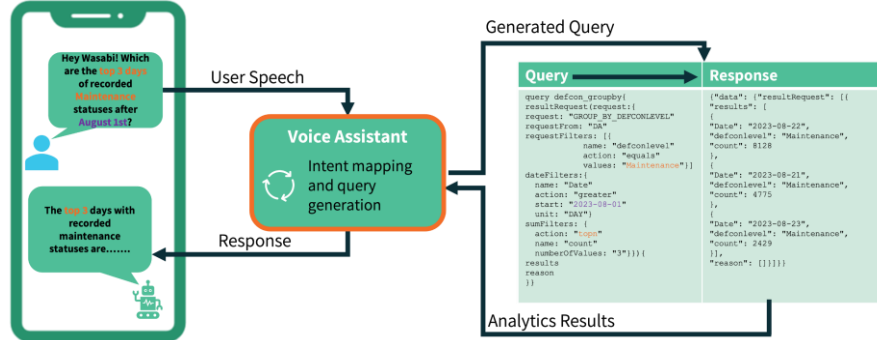 Hey Wasabi! Which
are the top 3 days
of recorded
Maintenance
statuses after
August 1st?
The top 3 days with
recorded
maintenance
statuses are.......
User Speech
Response
Voice Assistant
Intent mapping
and query
generation
Generated Query
Analytics Results
Query
query defcon_groupby{
resultRequest(request:{
request: "GROUP_BY_DEFCONLEVEL"
requestFrom: "DA"
requestFilters: [{
name: "defconlevel"
action: "equals"
values: "Maintenance"}]
dateFilters:{
name: "Date"
action: "greater"
start: "2023-08-01"
unit: "DAY"}
sumFilters: {
action: "topn"
name: "count"
numberOfValues: "3"}}){
results
reason
}}
Response
{"data": {"resultRequest": [{
"results": [
{
"Date": "2023-08-22",
"defconlevel": "Maintenance",
"count": 8128
},
{
"Date": "2023-08-21",
"defconlevel": "Maintenance",
"count": 4775
},
{
"Date": "2023-08-23",
"defconlevel": "Maintenance",
"count": 2429
}],
"reason": []}]}}